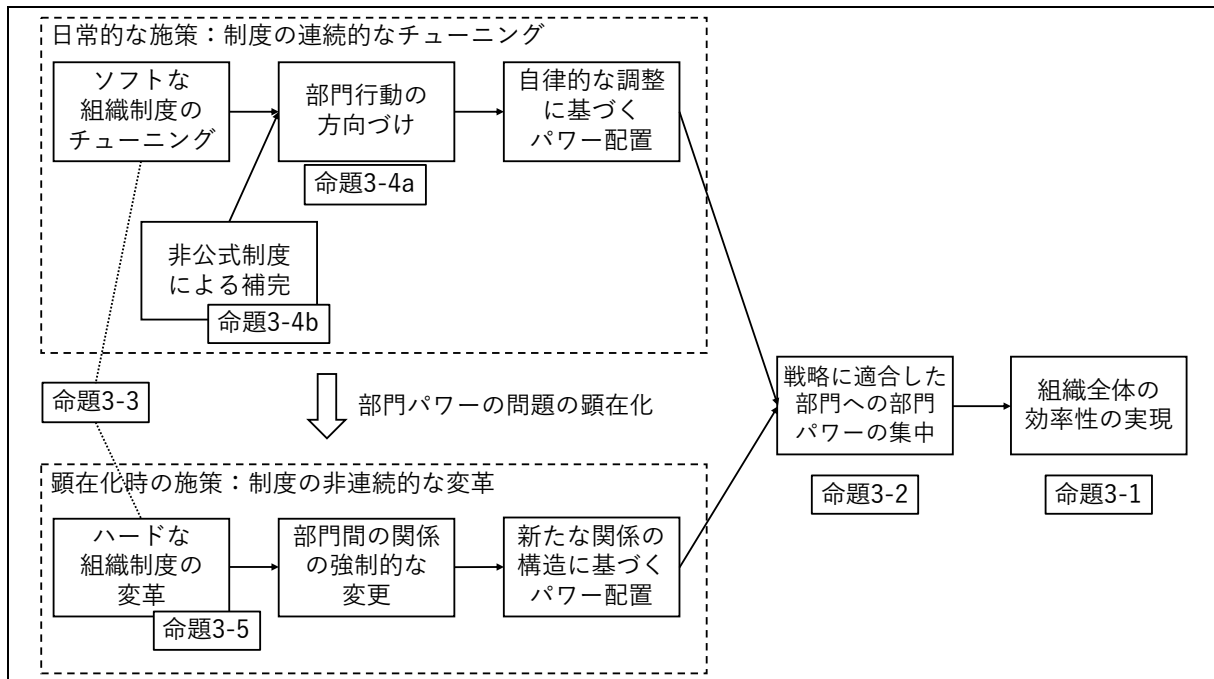 日常的な施策：制度の連続的なチューニング
ソフトな
組織制度の
チューニング
部門行動の
方向づけ
自律的な調整
に基づく
パワー配置
命題3-4a
非公式制度
による補完
命題3-4b
命題3-3
部門パワーの問題の顕在化
戦略に適合した
部門への部門
パワーの集中
組織全体の
効率性の実現
命題3-2
命題3-1
顕在化時の施策：制度の非連続的な変革
ハードな
組織制度の
変革
部門間の関係
の強制的な
変更
新たな関係の
構造に基づく
パワー配置
命題3-5